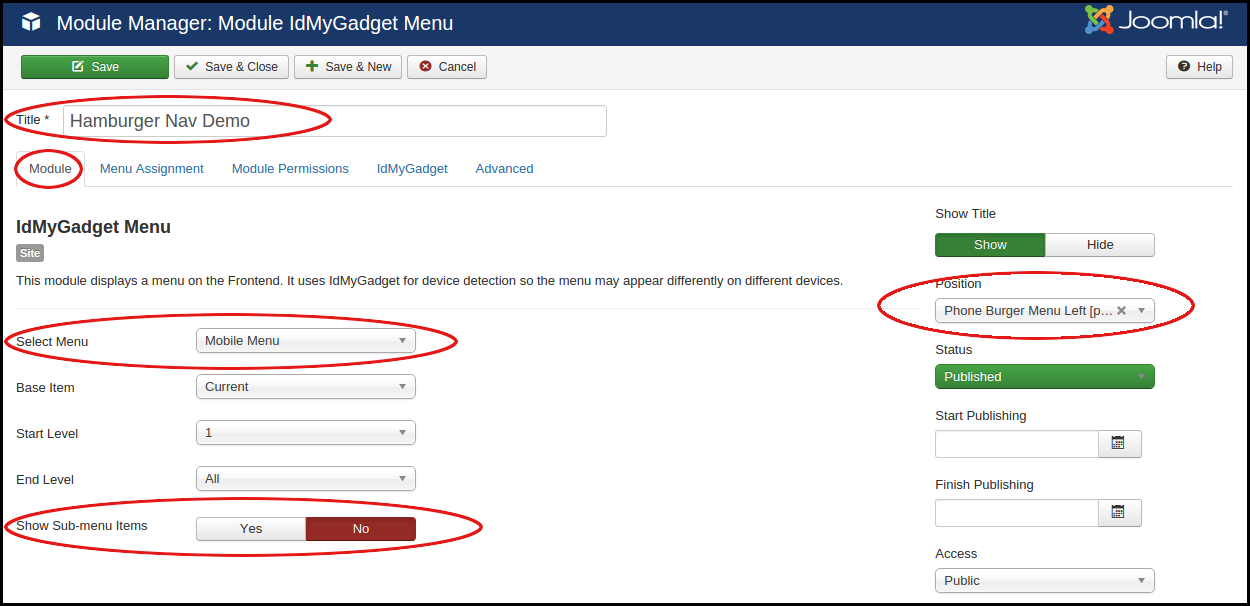 Module Manager: Module IdMyGadget Menu
Joomla!®
Save
Save & Close
Save & New
Cancel
Help
Title *
Hamburger Nav Demo
Module
Menu Assignment
Module Permissions
IdMyGadget
Advanced
IdMyGadget Menu
Site
This module displays a menu on the Frontend. It uses IdMyGadget for device detection so the menu may appear differently on different devices.
Select Menu
Mobile Menu
Base Item
Current
Start Level
1
End Level
All
Show Sub-menu Items
Yes
No
Show Title
Show
Hide
Position
Phone Burger Menu Left [p...
Status
Published
Start Publishing
Finish Publishing
Access
Public